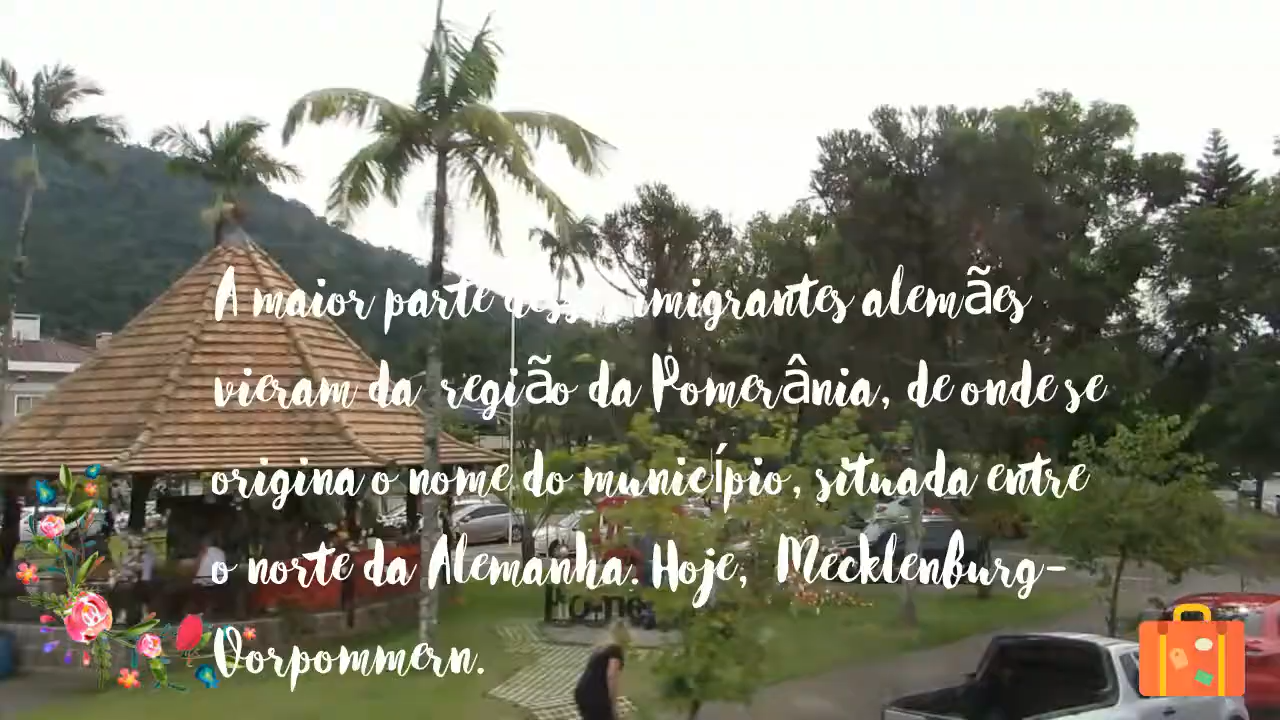 A maior parte desses imigrantes alemães
vieram da região da Pomerânia, de onde se
origina o nome do município, situada entre
o norte da Alemanha. Hoje, Mecklenburg-
Vorpommern.